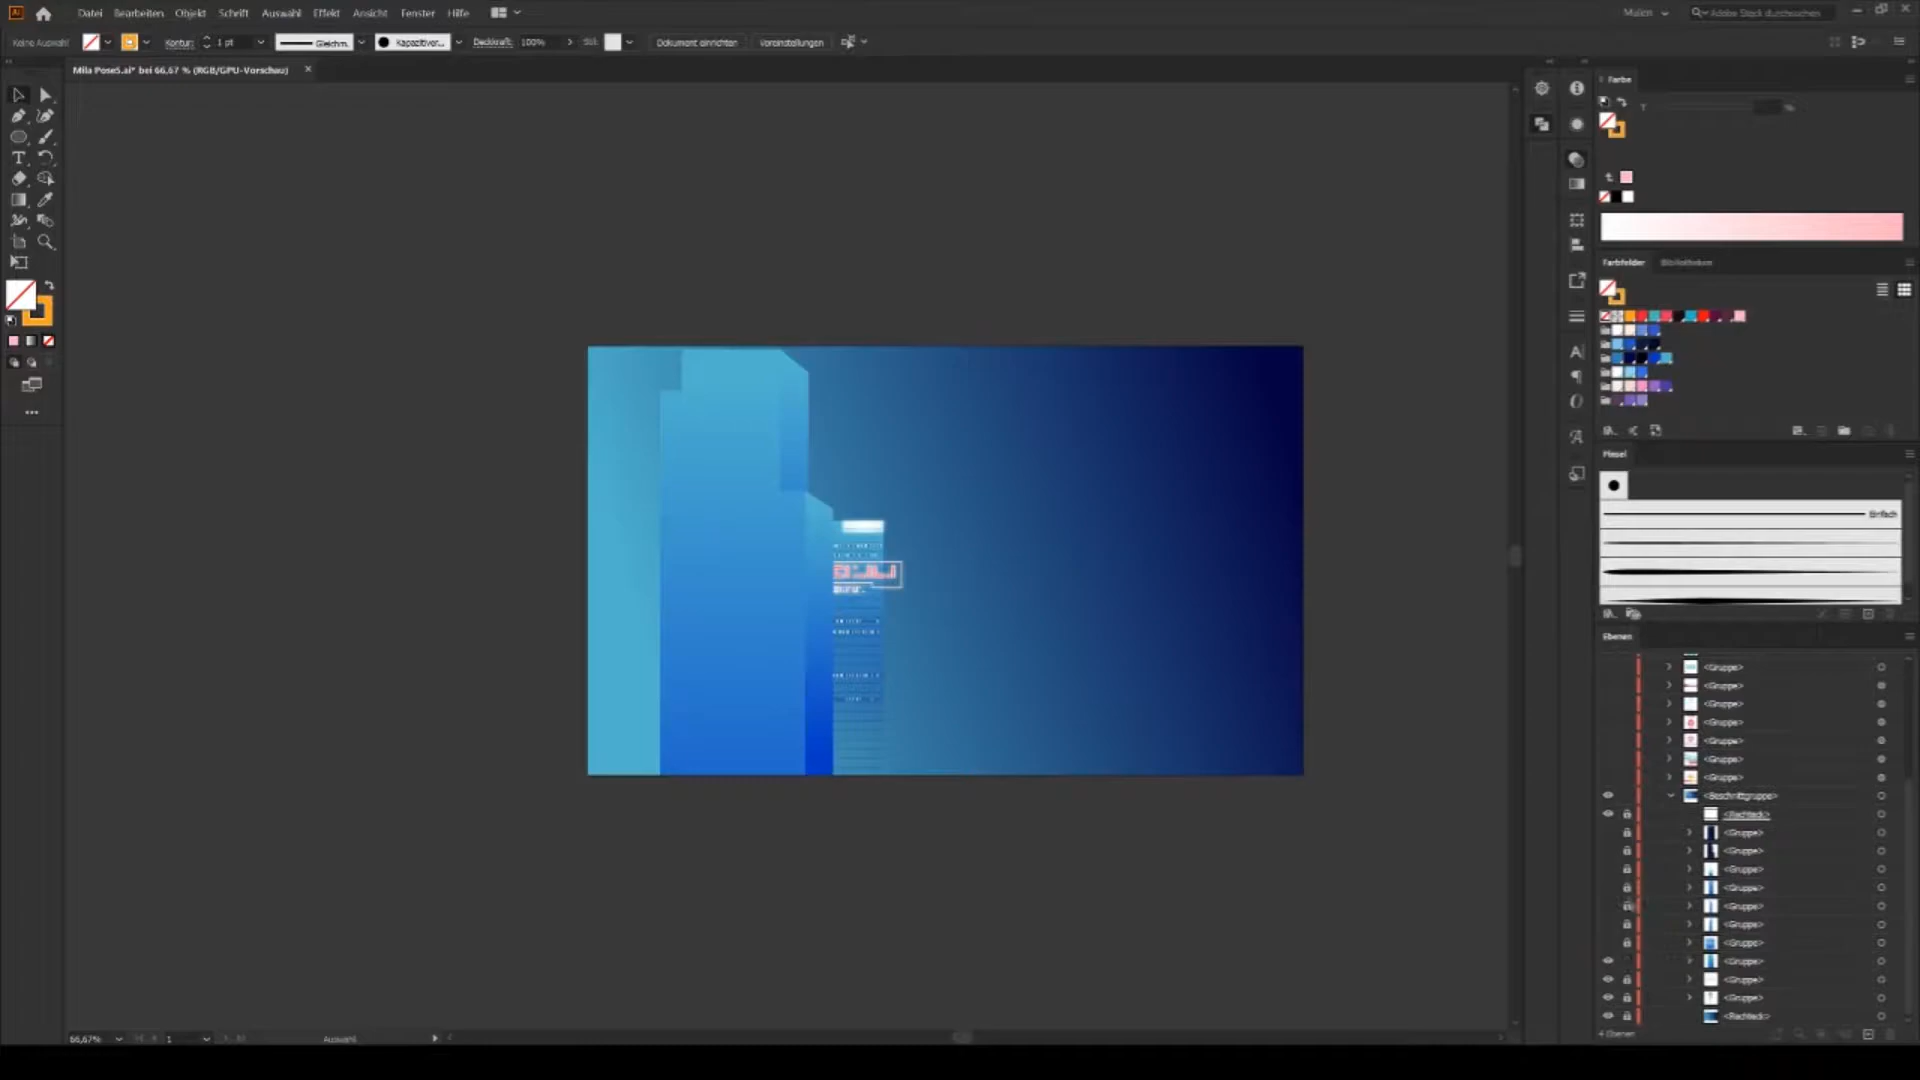 Datei Bearbeiten Objekt Schrift Auswahl Effekt Ansicht Fenster Hilfe
Malen Adobe Stock durchsuchen
Keine Auswahl Kontur: 1 pt Gleichm. Deckkraft: 100% Stil: Dokument einrichten Voreinstellungen
Mila Pose5.ai* bei 66,67 % (RGB/GPU-Vorschau)
Farbe
T %
Farbfelder Bibliotheken
Pinsel
Einfach
Ebenen
<Gruppe>
<Gruppe>
<Gruppe>
<Gruppe>
<Gruppe>
<Gruppe>
<Gruppe>
<Beschnittgruppe>
<Rechteck>
<Gruppe>
<Gruppe>
<Gruppe>
<Gruppe>
<Gruppe>
<Gruppe>
<Gruppe>
<Gruppe>
<Gruppe>
<Gruppe>
<Rechteck>
4 Ebenen
66,67% 1 Auswahl